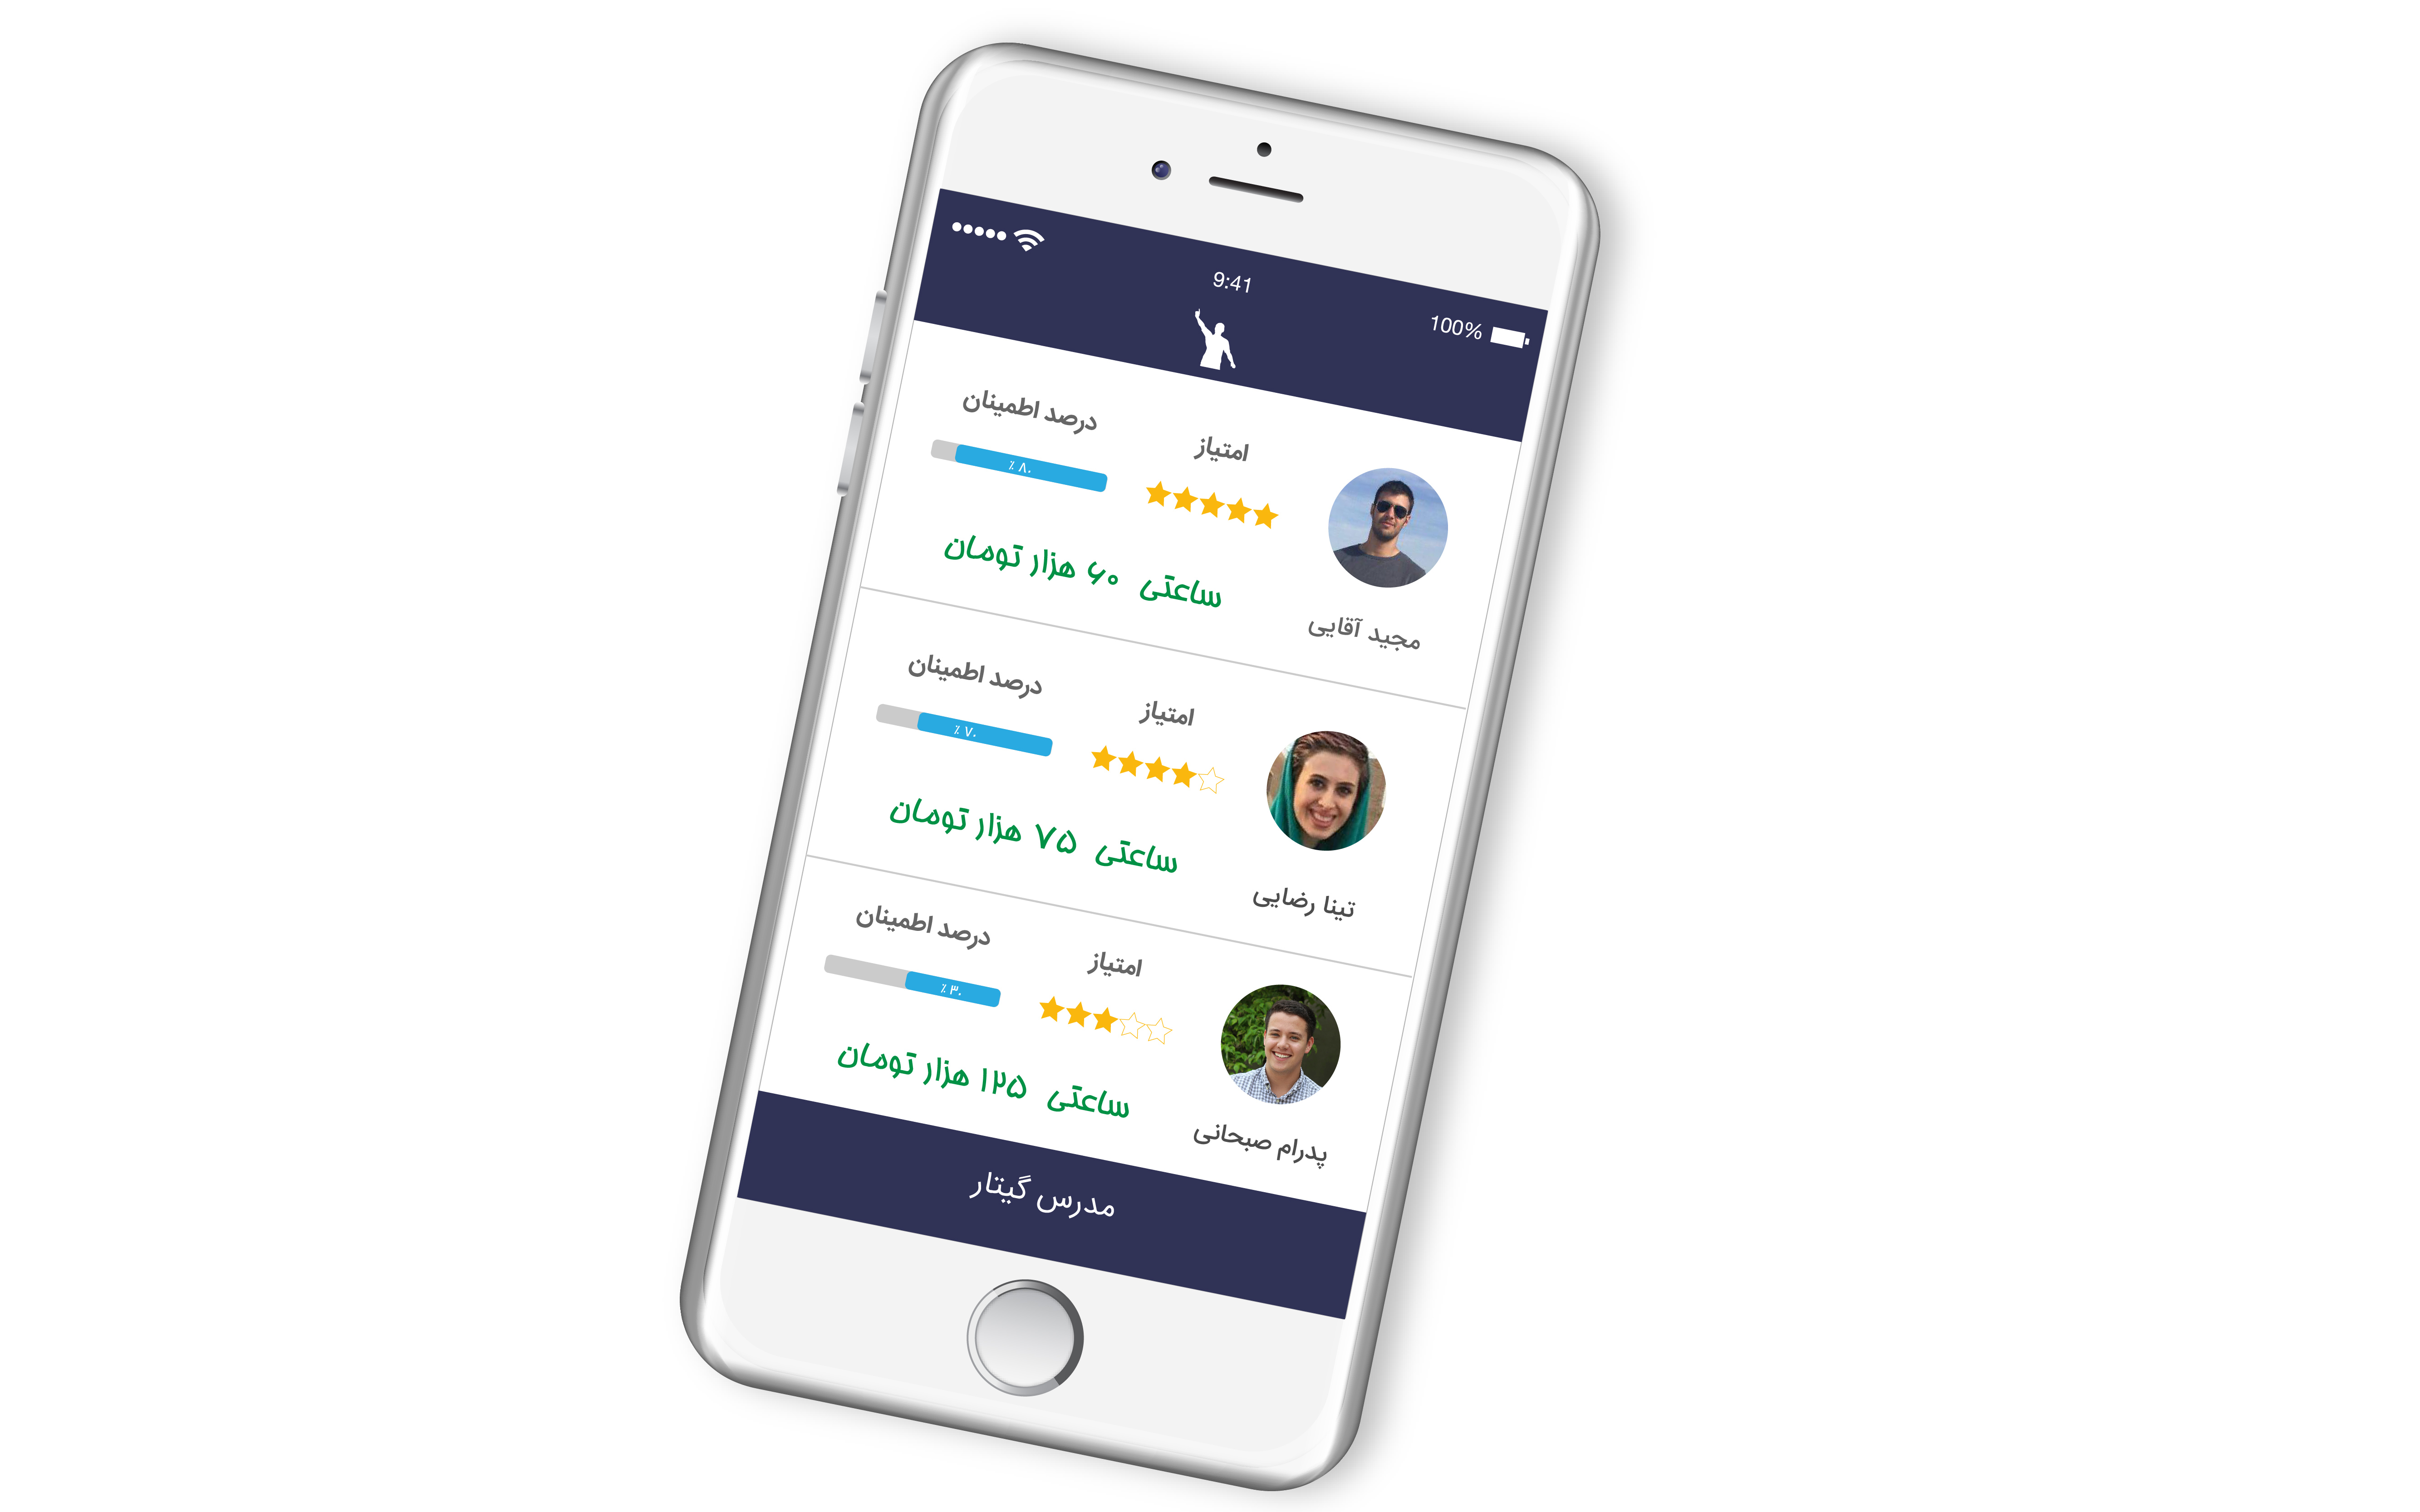 9:41
100%
امتیاز
درصد اطمینان
٪ ۸۰
ساعتی ۶۰ هزار تومان
مجید آقایی
امتیاز
درصد اطمینان
٪ ۷۰
ساعتی ۷۵ هزار تومان
تینا رضایی
امتیاز
درصد اطمینان
٪ ۳۰
ساعتی ۱۲۵ هزار تومان
پدرام صبحانی
مدرس گیتار